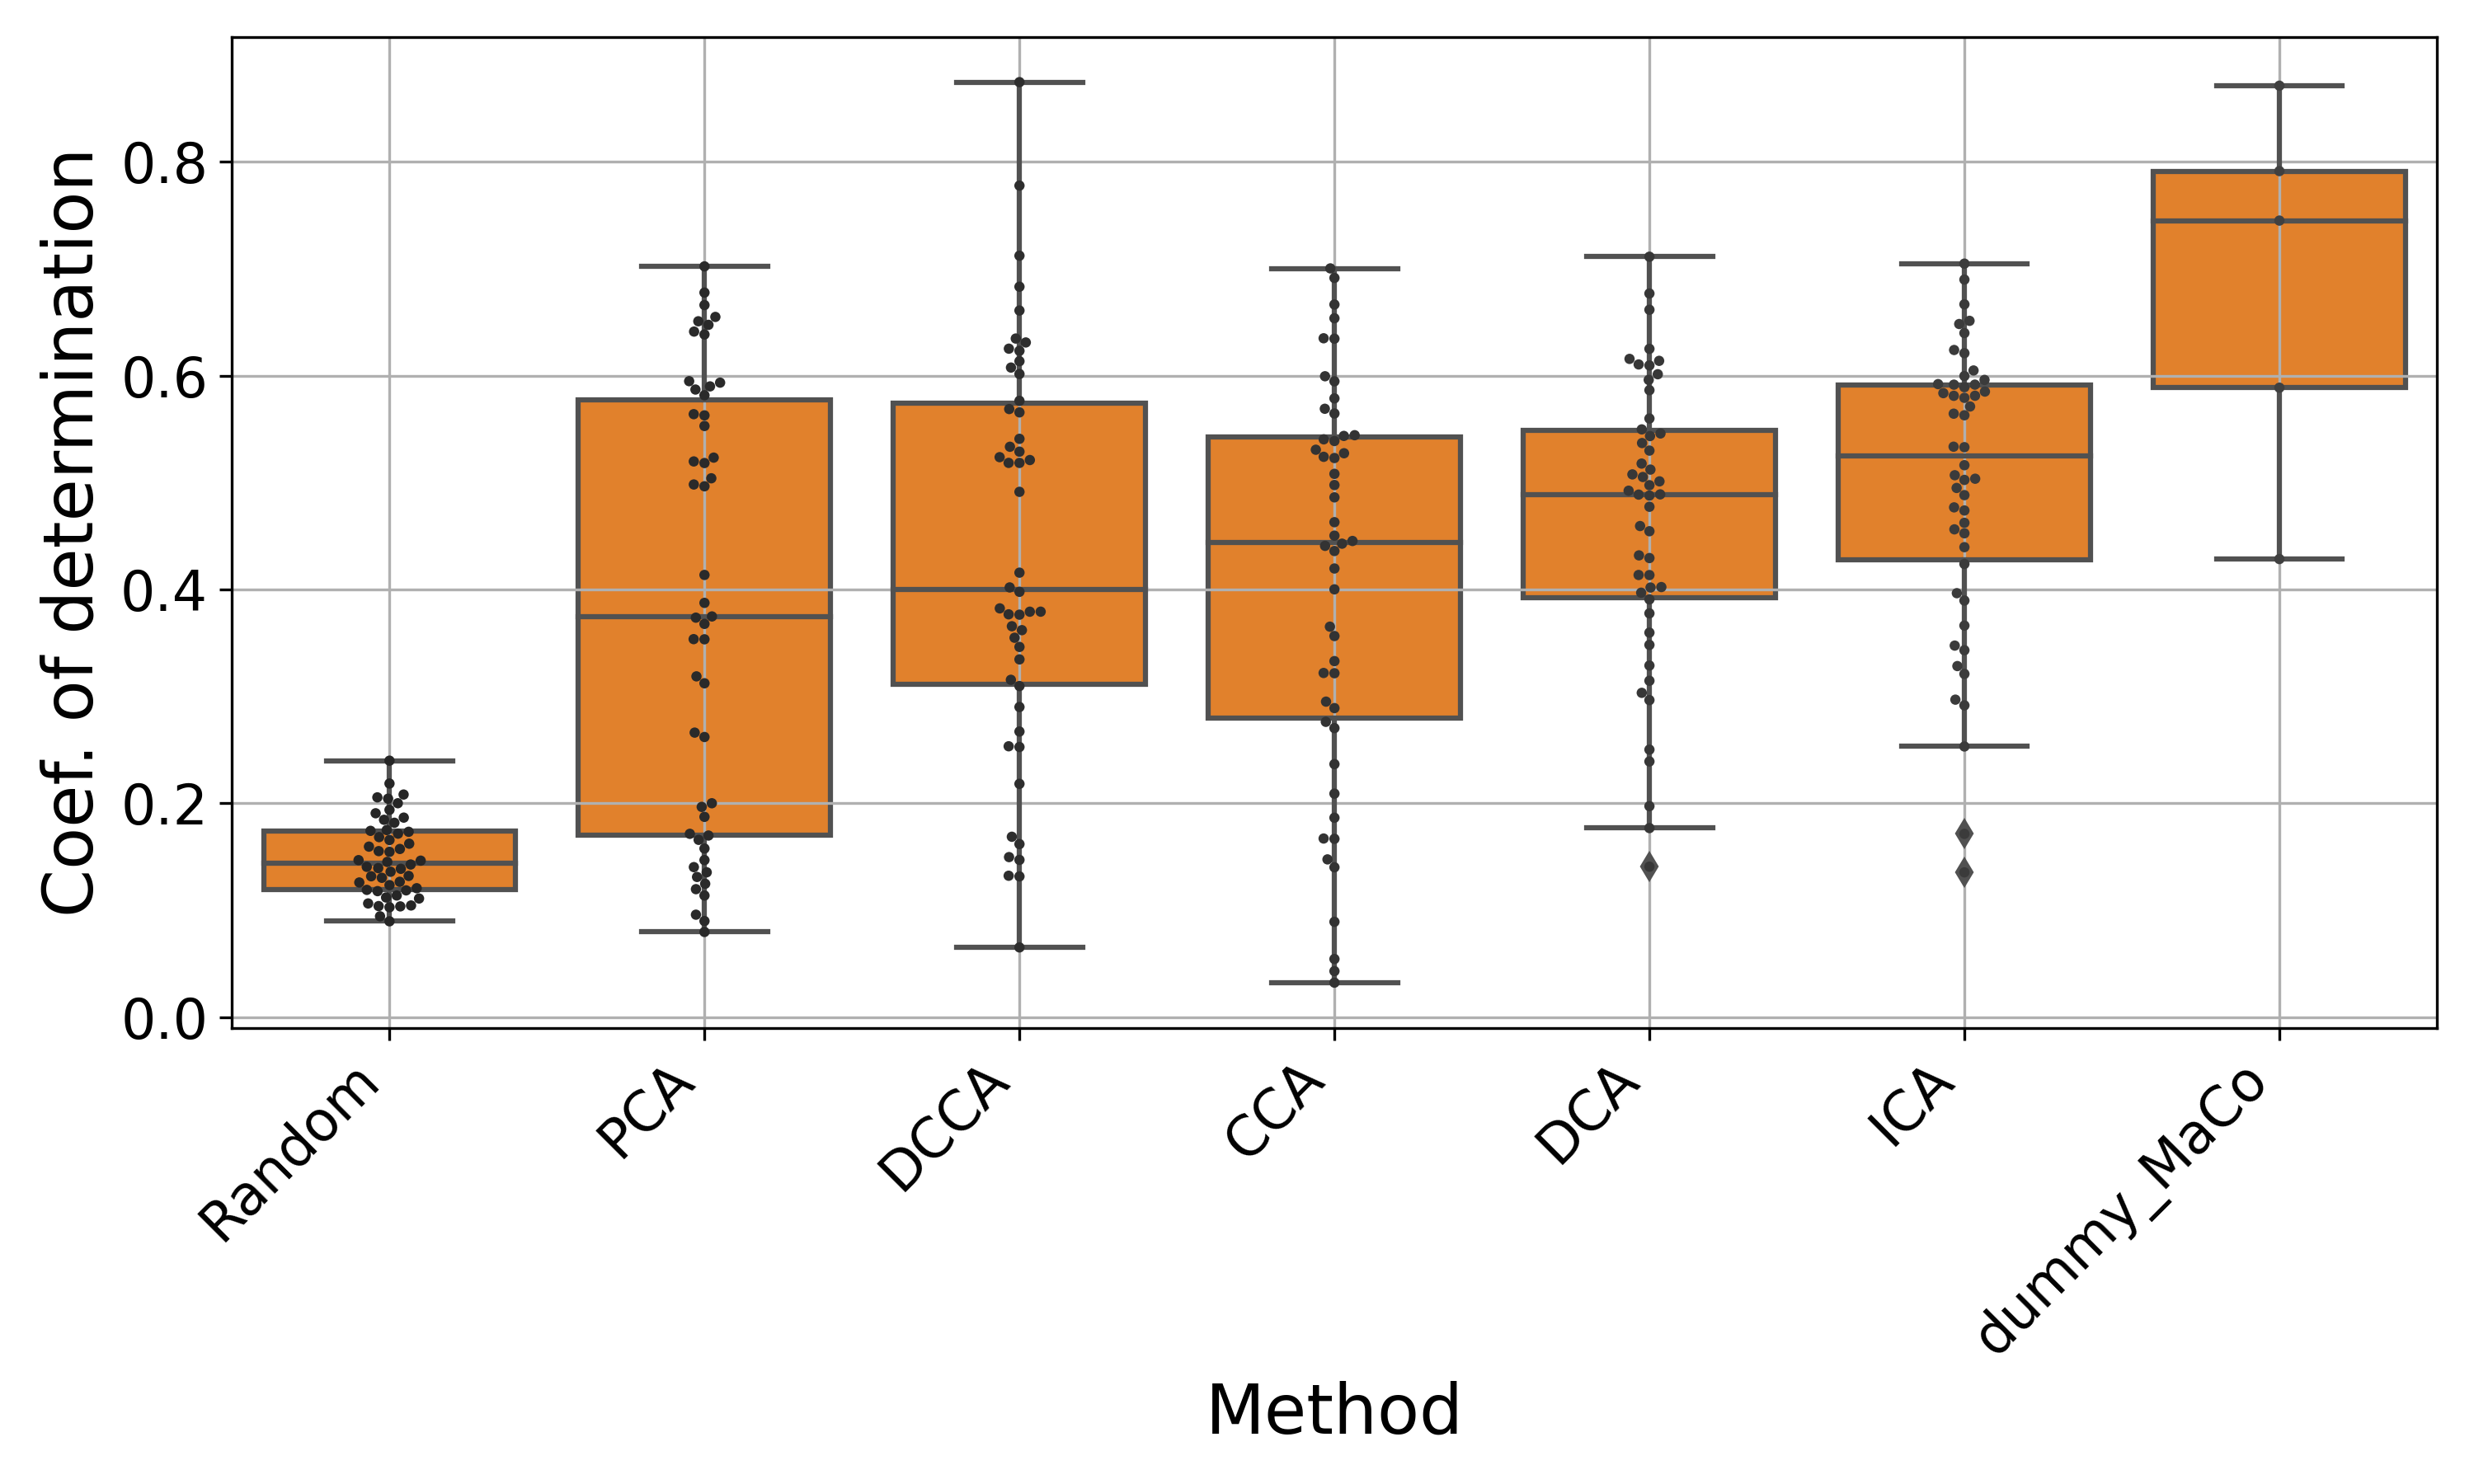 Coef. of determination
0.8
0.6
0.4
0.2
0.0
Random
PCA
DCCA
CCA
DCA
ICA
dummy_MaCo
Method